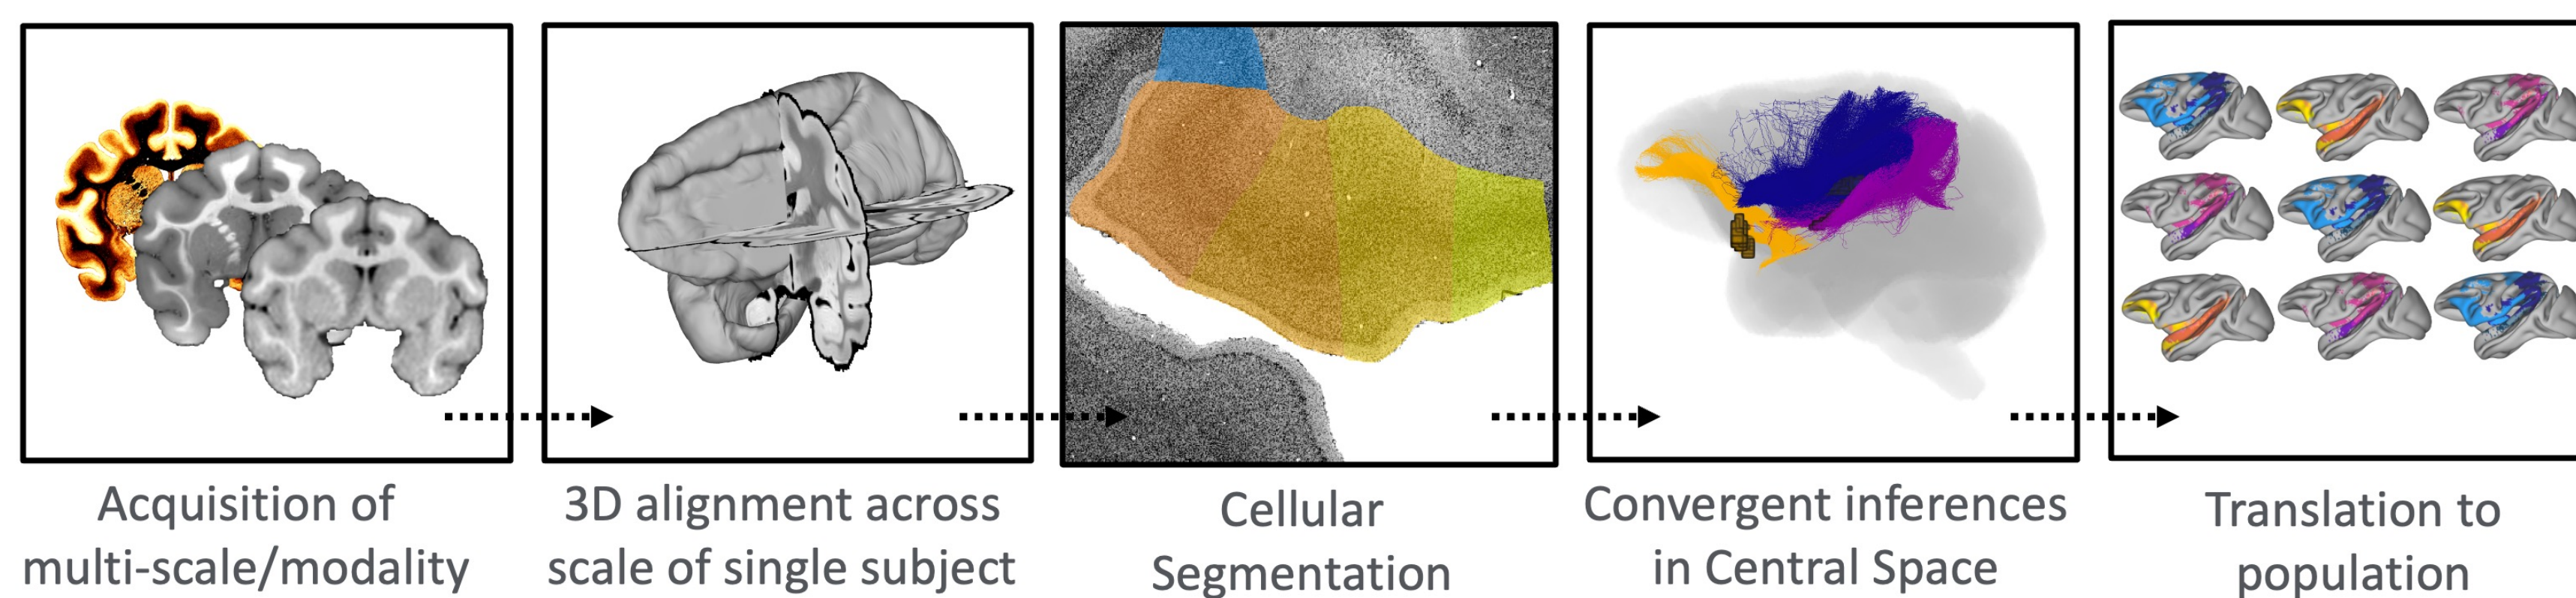 Acquisition of
multi-scale/modality
3D alignment across
scale of single subject
Cellular
Segmentation
Convergent inferences
in Central Space
Translation to
population